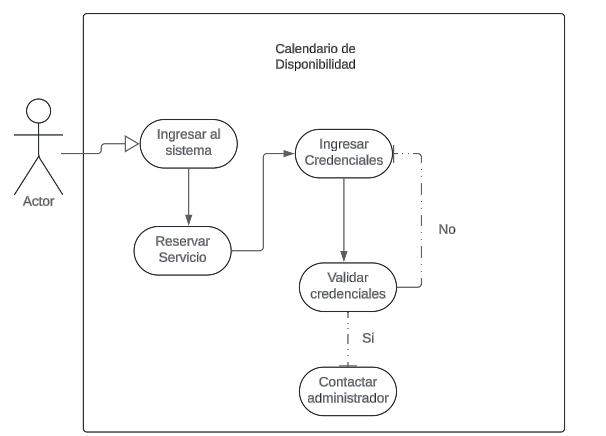 Calendario de
Disponibilidad
Ingresar al
sistema
Ingresar
Credenciales
Actor
Reservar
Servicio
No
Validar
credenciales
Si
Contactar
administrador